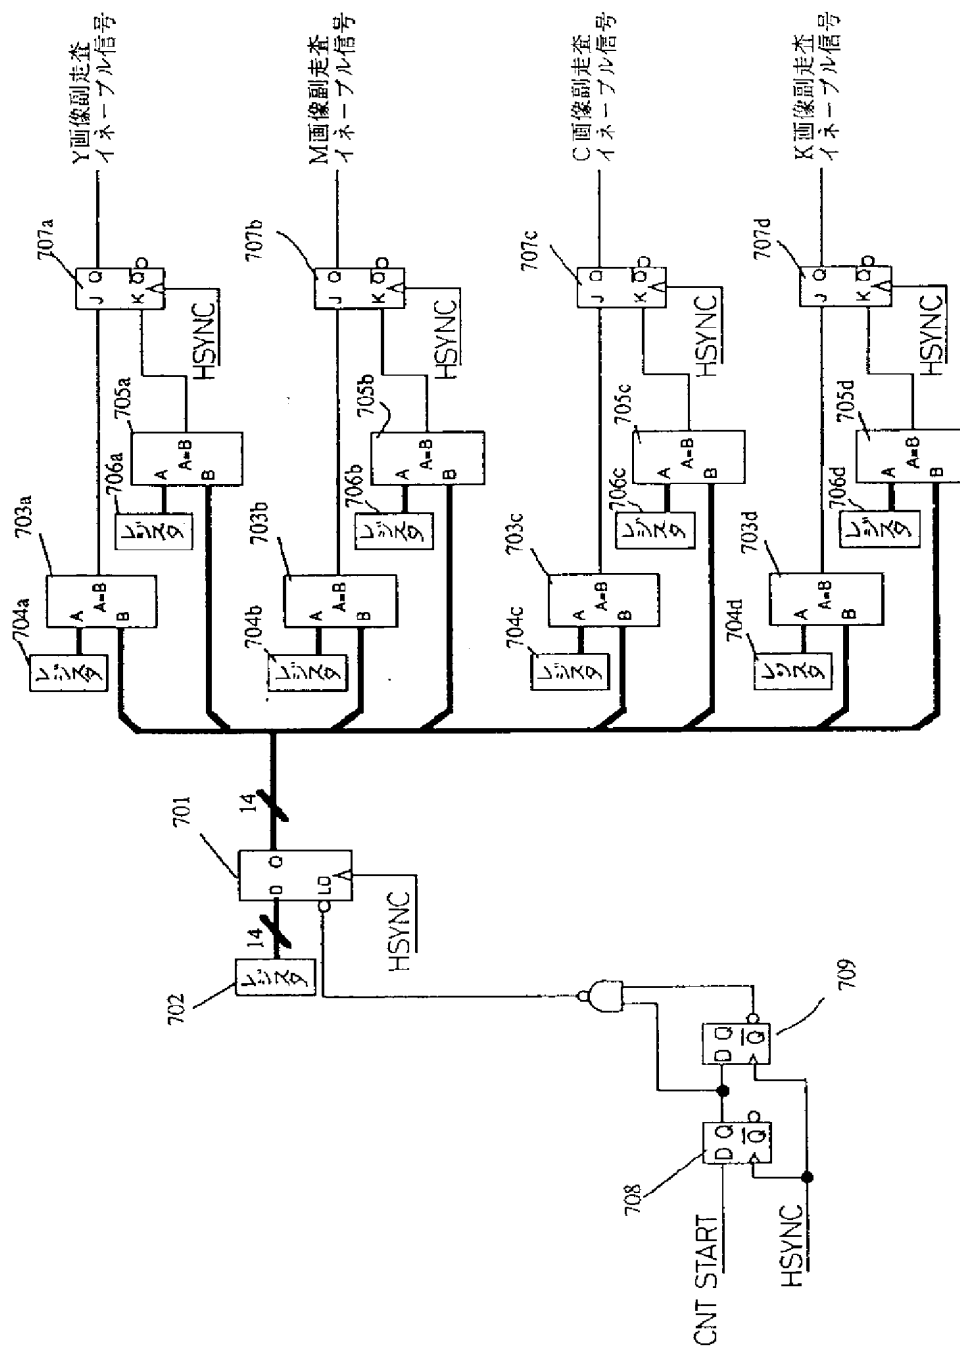 CNT START
HSYNC
708
D Q
Q
709
D Q
Q
702
レジスタ
14
701
D Q
LD
HSYNC
14
704a
レジスタ
703a
A
A=B
B
706a
レジスタ
705a
A
A=B
B
707a
J Q
K Q
HSYNC
Y画像副走査
イネーブル信号
704b
レジスタ
703b
A
A=B
B
706b
レジスタ
705b
A
A=B
B
707b
J Q
K Q
HSYNC
M画像副走査
イネーブル信号
704c
レジスタ
703c
A
A=B
B
706c
レジスタ
705c
A
A=B
B
707c
J Q
K Q
HSYNC
C画像副走査
イネーブル信号
704d
レジスタ
703d
A
A=B
B
706d
レジスタ
705d
A
A=B
B
707d
J Q
K Q
HSYNC
K画像副走査
イネーブル信号